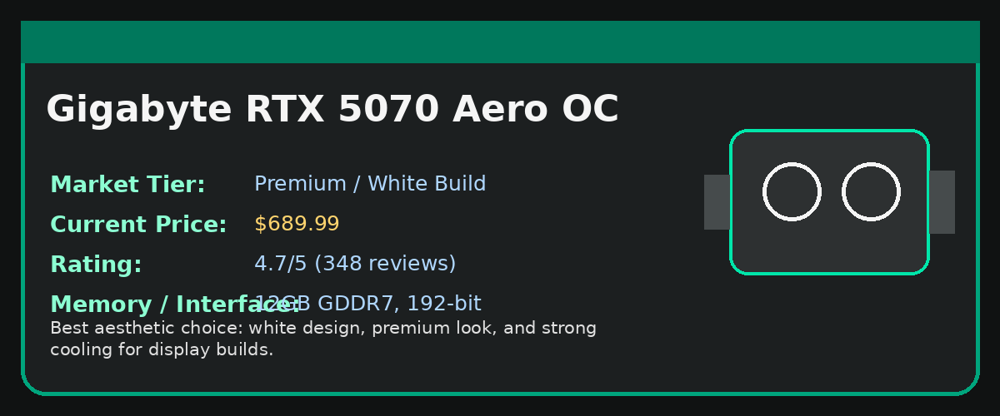 Gigabyte RTX 5070 Aero OC
Market Tier: Premium / White Build
Current Price: $689.99
Rating: 4.7/5 (348 reviews)
Memory / Interface: 12GB GDDR7, 192-bit
Best aesthetic choice: white design, premium look, and strong
cooling for display builds.